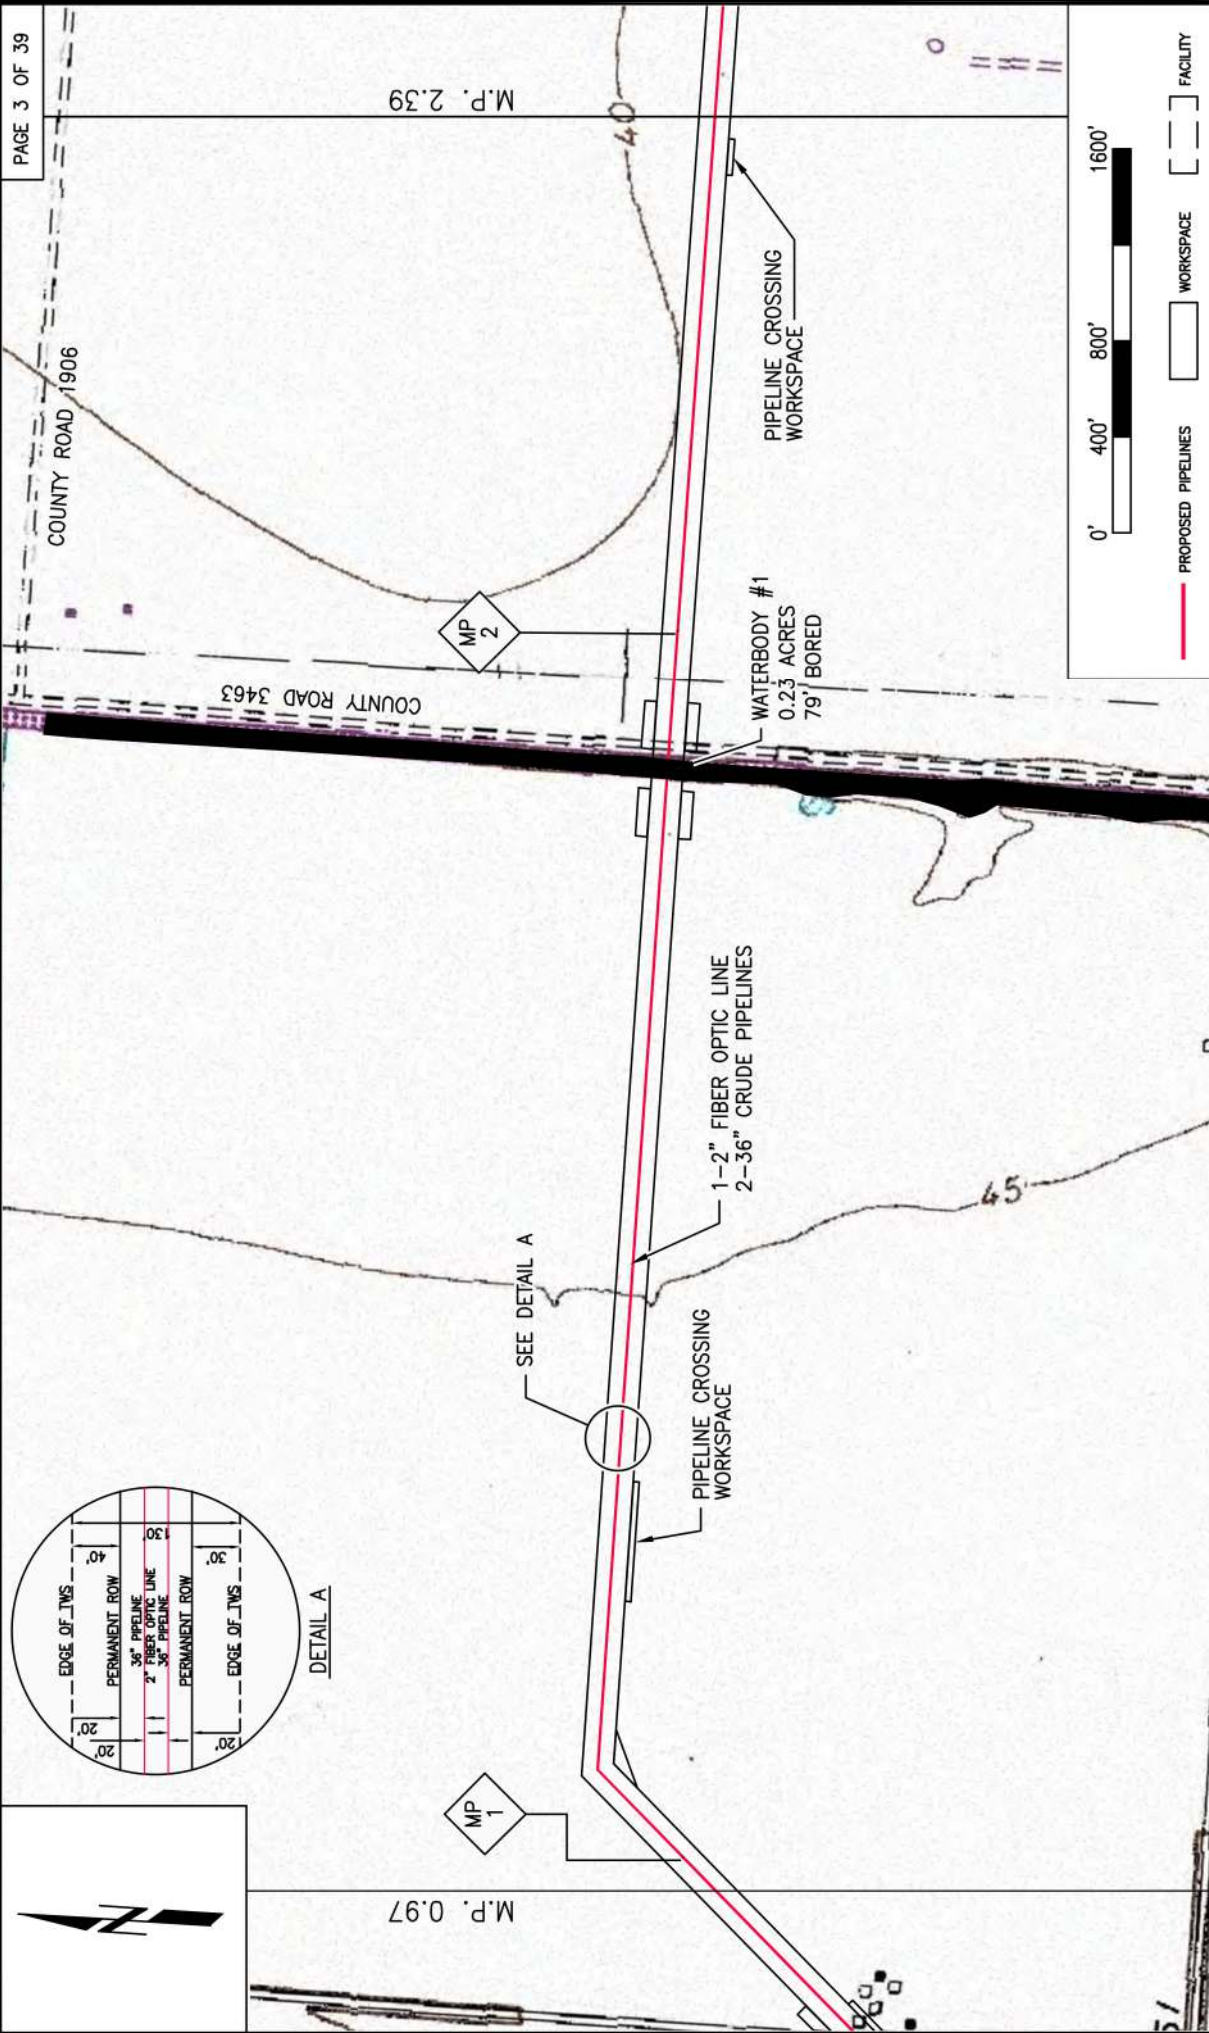 PAGE 3 OF 39
M.P. 0.97
M.P. 2.39
EDGE OF TWS
PERMANENT ROW
36" PIPELINE
2" FIBER OPTIC LINE
36" PIPELINE
PERMANENT ROW
EDGE OF TWS
20'
20'
20'
40'
130'
30'
DETAIL A
COUNTY ROAD 1906
COUNTY ROAD 3463
MP
1
MP
2
SEE DETAIL A
40
PIPELINE CROSSING
WORKSPACE
1-2" FIBER OPTIC LINE
2-36" CRUDE PIPELINES
WATERBODY #1
0.23 ACRES
79' BORED
PIPELINE CROSSING
WORKSPACE
45
0'
400'
800'
1600'
PROPOSED PIPELINES
WORKSPACE
FACILITY